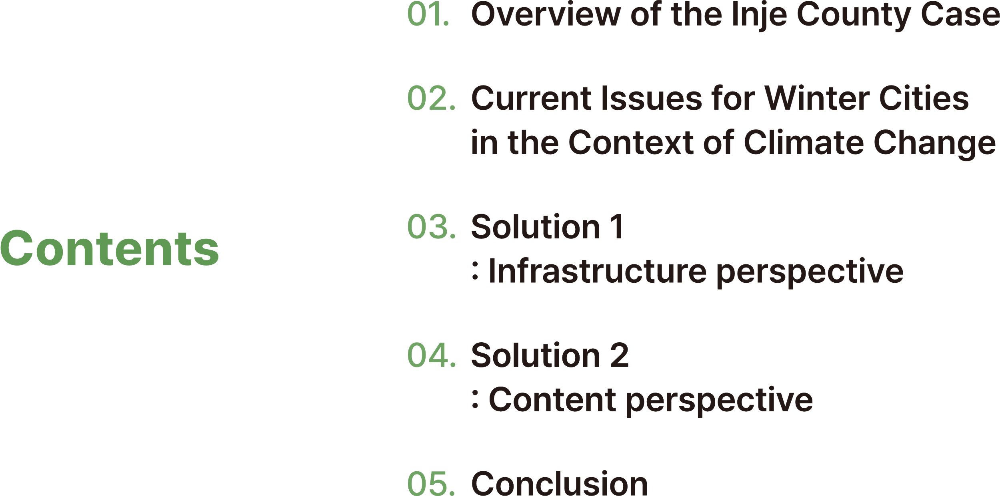 Contents
01. Overview of the Inje County Case
02. Current Issues for Winter Cities
in the Context of Climate Change
03. Solution 1
: Infrastructure perspective
04. Solution 2
: Content perspective
05. Conclusion